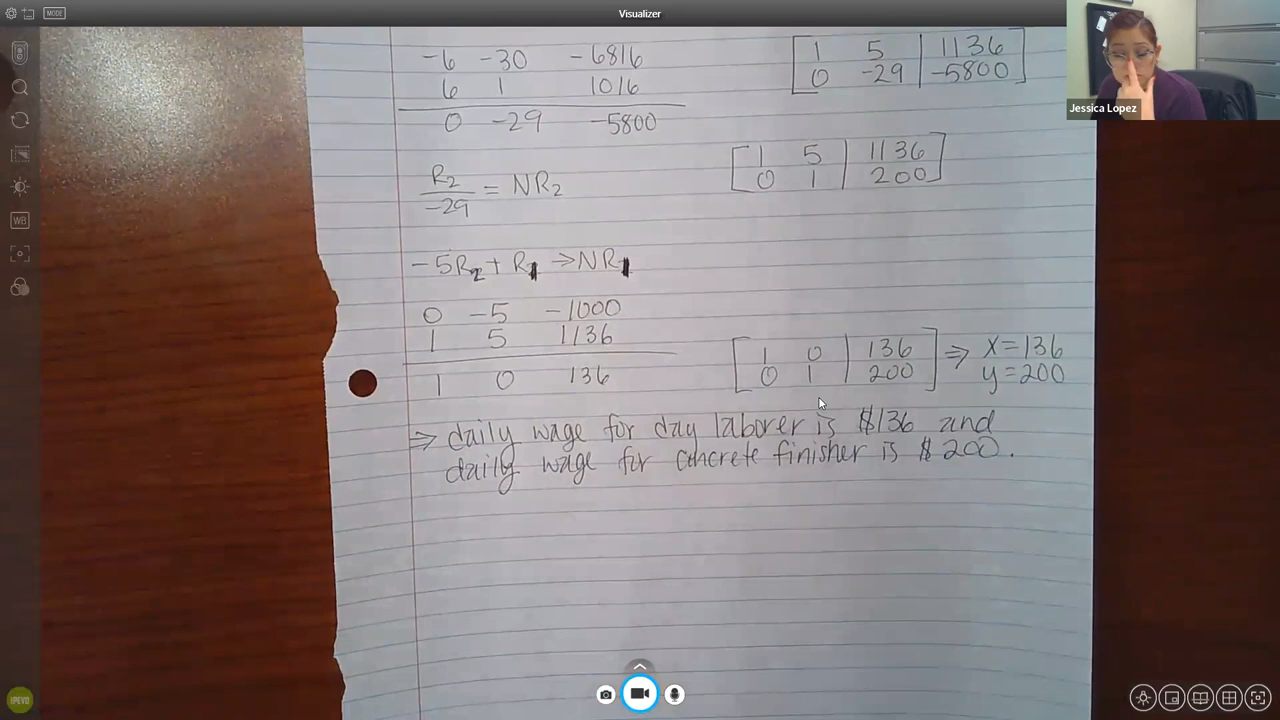 MODE
Visualizer
Jessica Lopez
WB
-6 -30 -6816
6 1 1016
0 -29 -5800
1 5 | 1136
0 -29 | -5800
1 5 | 1136
0 1 | 200
R2/-29 = NR2
-5R2 + R1 → NR1
0 -5 -1000
1 5 1136
1 0 136
1 0 | 136 ⇒ x = 136
0 1 | 200 y = 200
⇒ daily wage for day laborer is $136 and
daily wage for concrete finisher is $200.
IPEVO